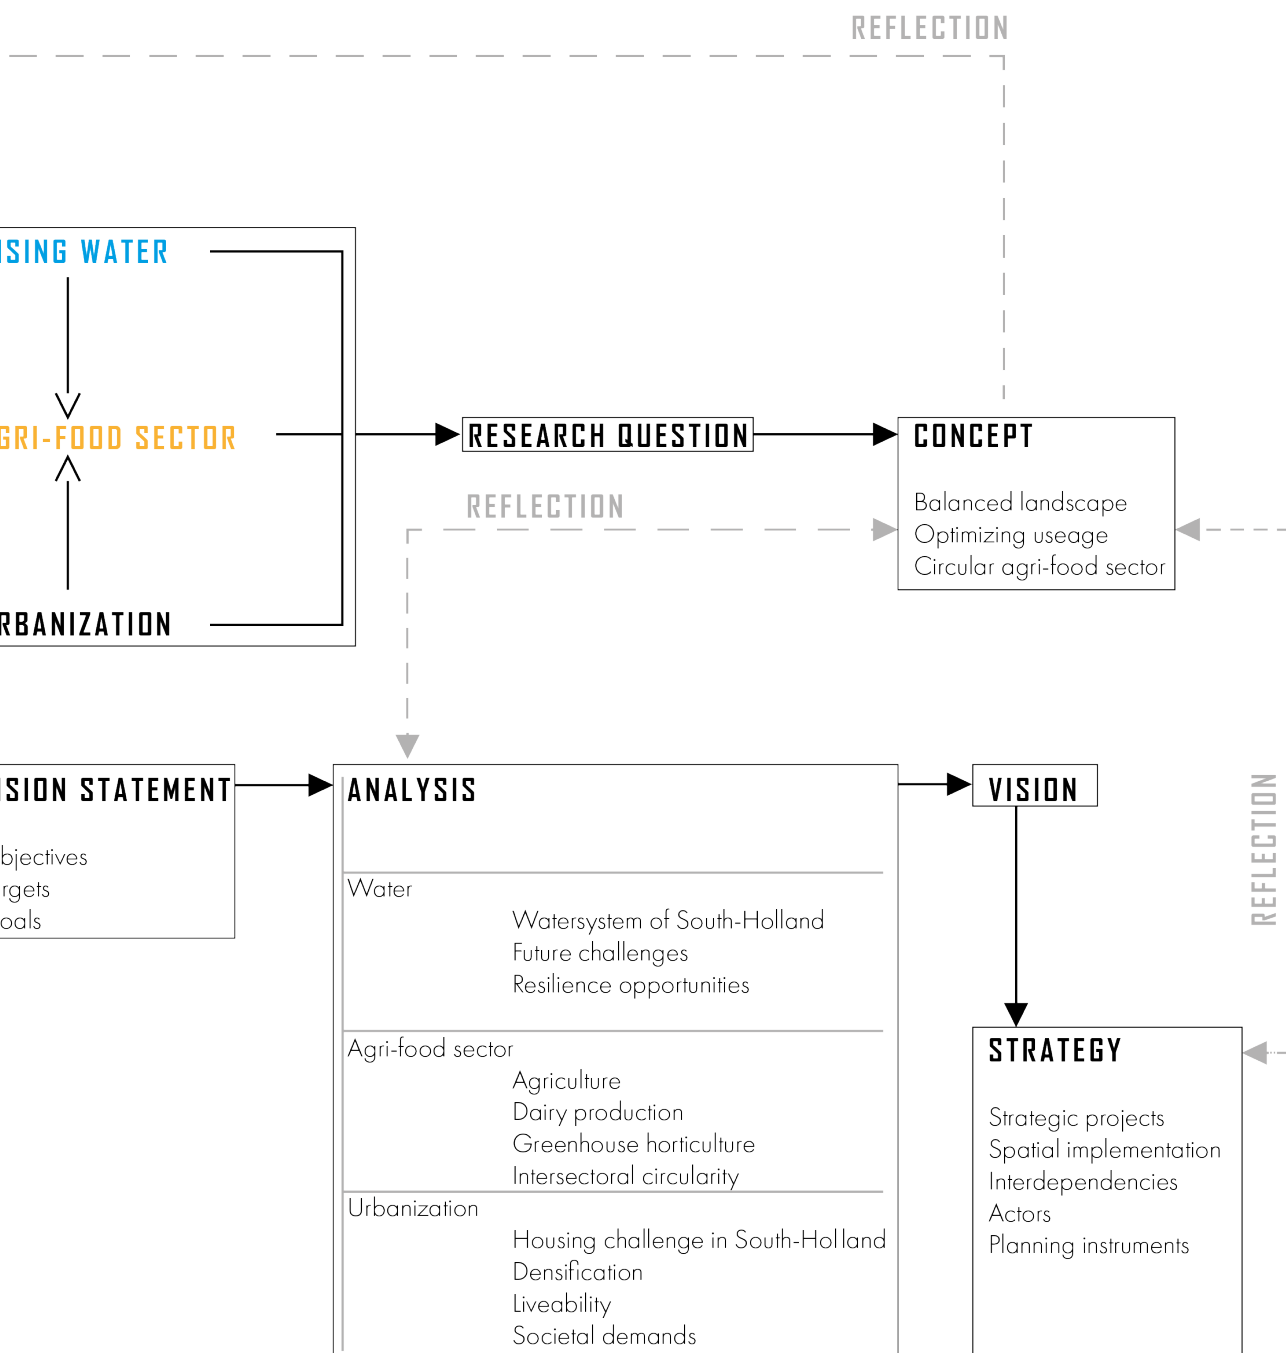 REFLECTION
ISING WATER
GRI-FOOD SECTOR
RESEARCH QUESTION
CONCEPT
Balanced landscape
Optimizing useage
Circular agri-food sector
REFLECTION
RBANIZATION
ISION STATEMENT
bjectives
rgets
oals
ANALYSIS
Water
Watersystem of South-Holland
Future challenges
Resilience opportunities
Agri-food sector
Agriculture
Dairy production
Greenhouse horticulture
Intersectoral circularity
Urbanization
Housing challenge in South-Holland
Densification
Liveability
Societal demands
VISION
REFLECTION
STRATEGY
Strategic projects
Spatial implementation
Interdependencies
Actors
Planning instruments